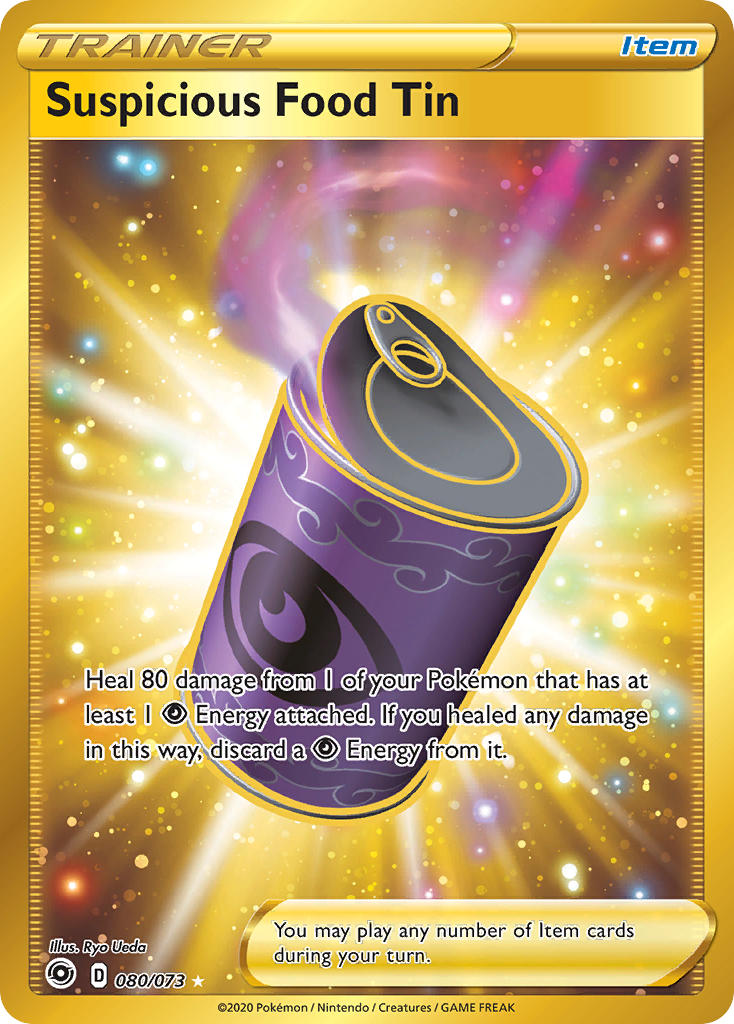 TRAINER
Item
Suspicious Food Tin
Heal 80 damage from 1 of your Pokémon that has at
least 1 Energy attached. If you healed any damage
in this way, discard a Energy from it.
You may play any number of Item cards
during your turn.
Illus. Ryo Ueda
D 080/073
©2020 Pokémon / Nintendo / Creatures / GAME FREAK